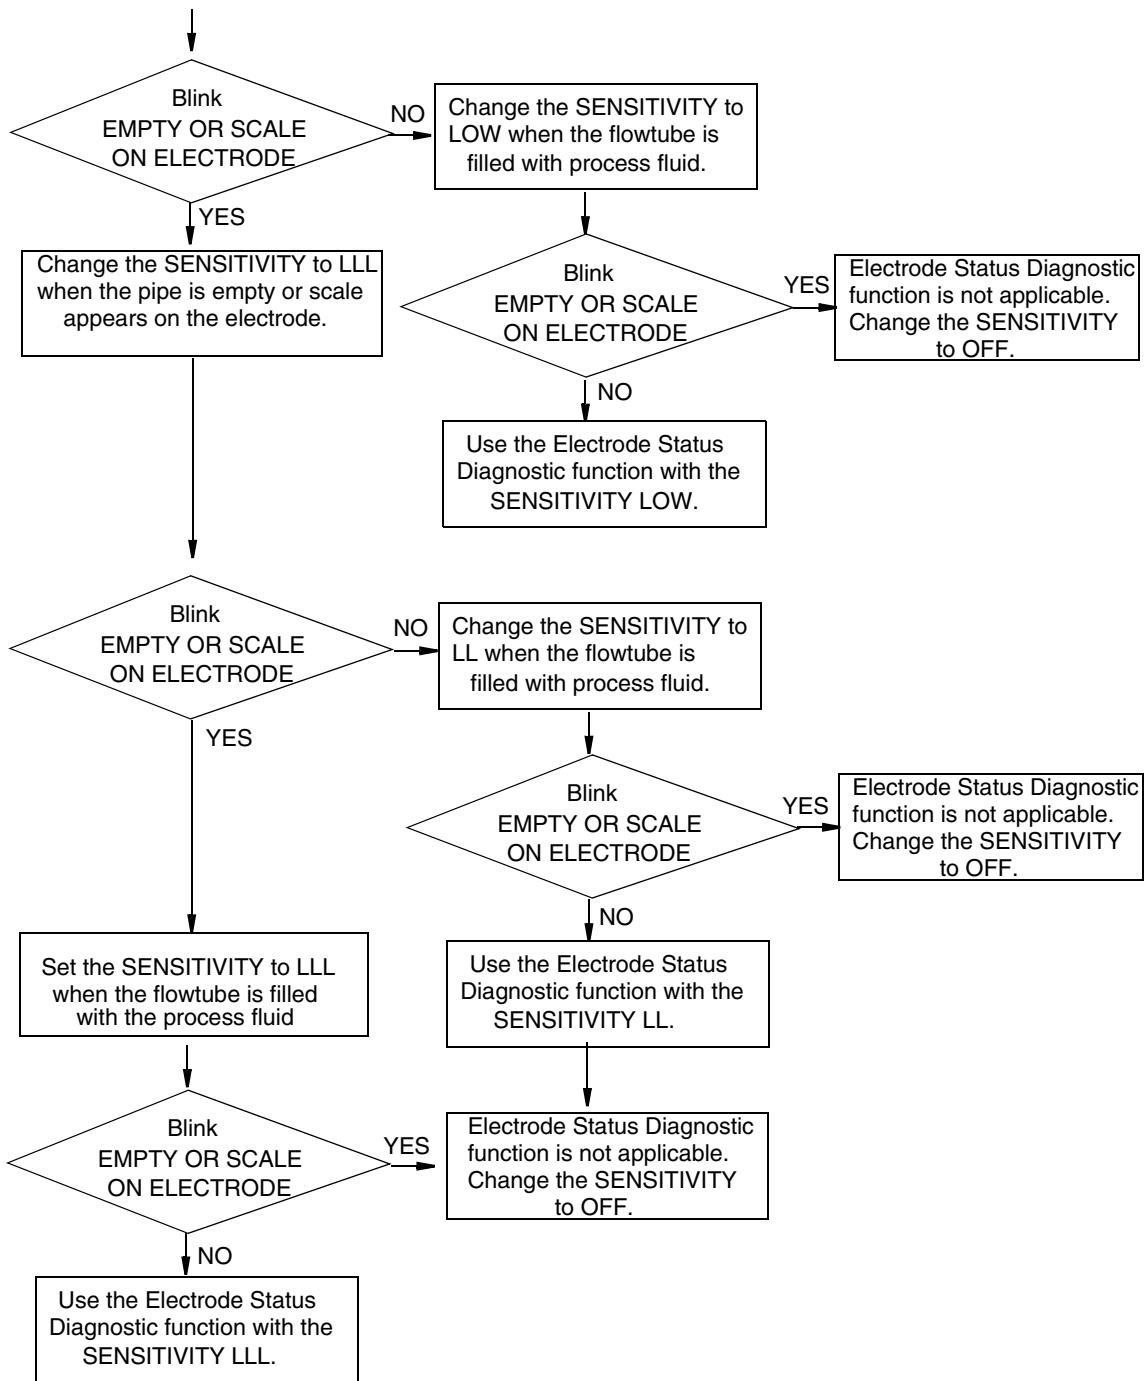 Blink
EMPTY OR SCALE
ON ELECTRODE
NO
Change the SENSITIVITY to
LOW when the flowtube is
filled with process fluid.
YES
Change the SENSITIVITY to LLL
when the pipe is empty or scale
appears on the electrode.
Blink
EMPTY OR SCALE
ON ELECTRODE
YES
Electrode Status Diagnostic
function is not applicable.
Change the SENSITIVITY
to OFF.
NO
Use the Electrode Status
Diagnostic function with the
SENSITIVITY LOW.
Blink
EMPTY OR SCALE
ON ELECTRODE
NO
Change the SENSITIVITY to
LL when the flowtube is
filled with process fluid.
YES
Blink
EMPTY OR SCALE
ON ELECTRODE
YES
Electrode Status Diagnostic
function is not applicable.
Change the SENSITIVITY
to OFF.
NO
Set the SENSITIVITY to LLL
when the flowtube is filled
with the process fluid
Use the Electrode Status
Diagnostic function with the
SENSITIVITY LL.
Blink
EMPTY OR SCALE
ON ELECTRODE
YES
Electrode Status Diagnostic
function is not applicable.
Change the SENSITIVITY
to OFF.
NO
Use the Electrode Status
Diagnostic function with the
SENSITIVITY LLL.